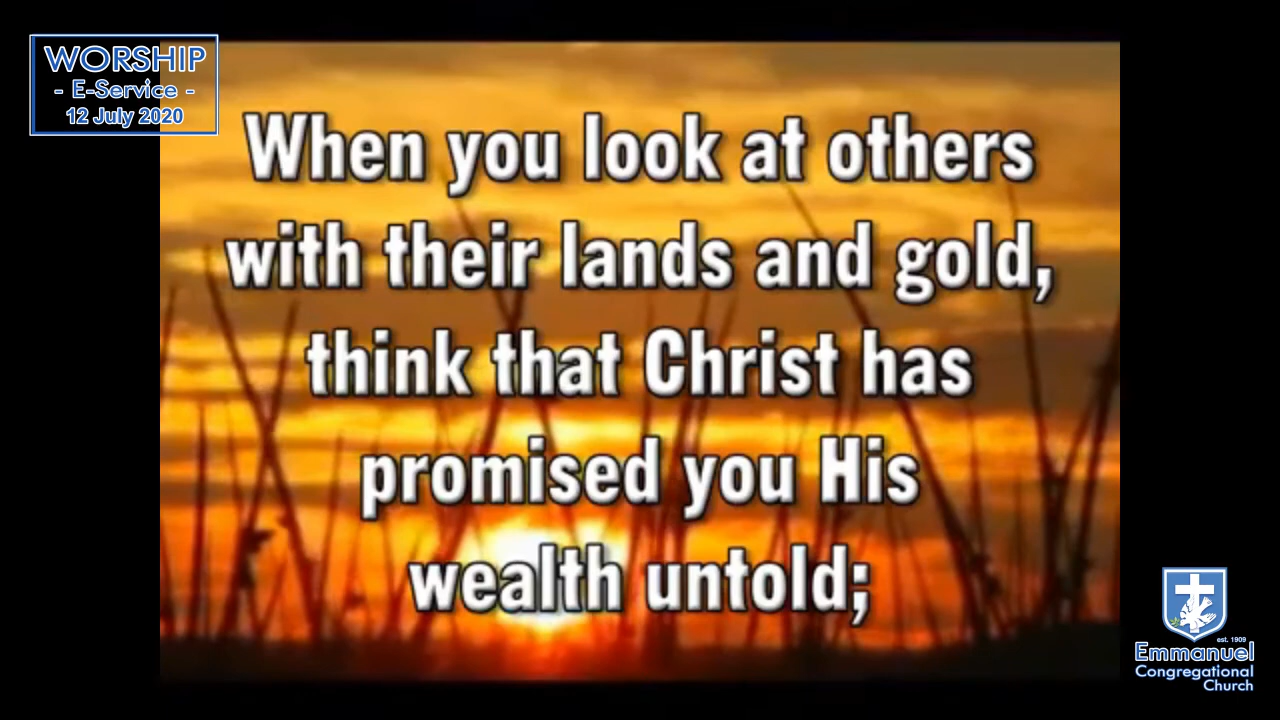 WORSHIP
- E-Service -
12 July 2020
When you look at others
with their lands and gold,
think that Christ has
promised you His
wealth untold;
est. 1909
Emmanuel
Congregational
Church